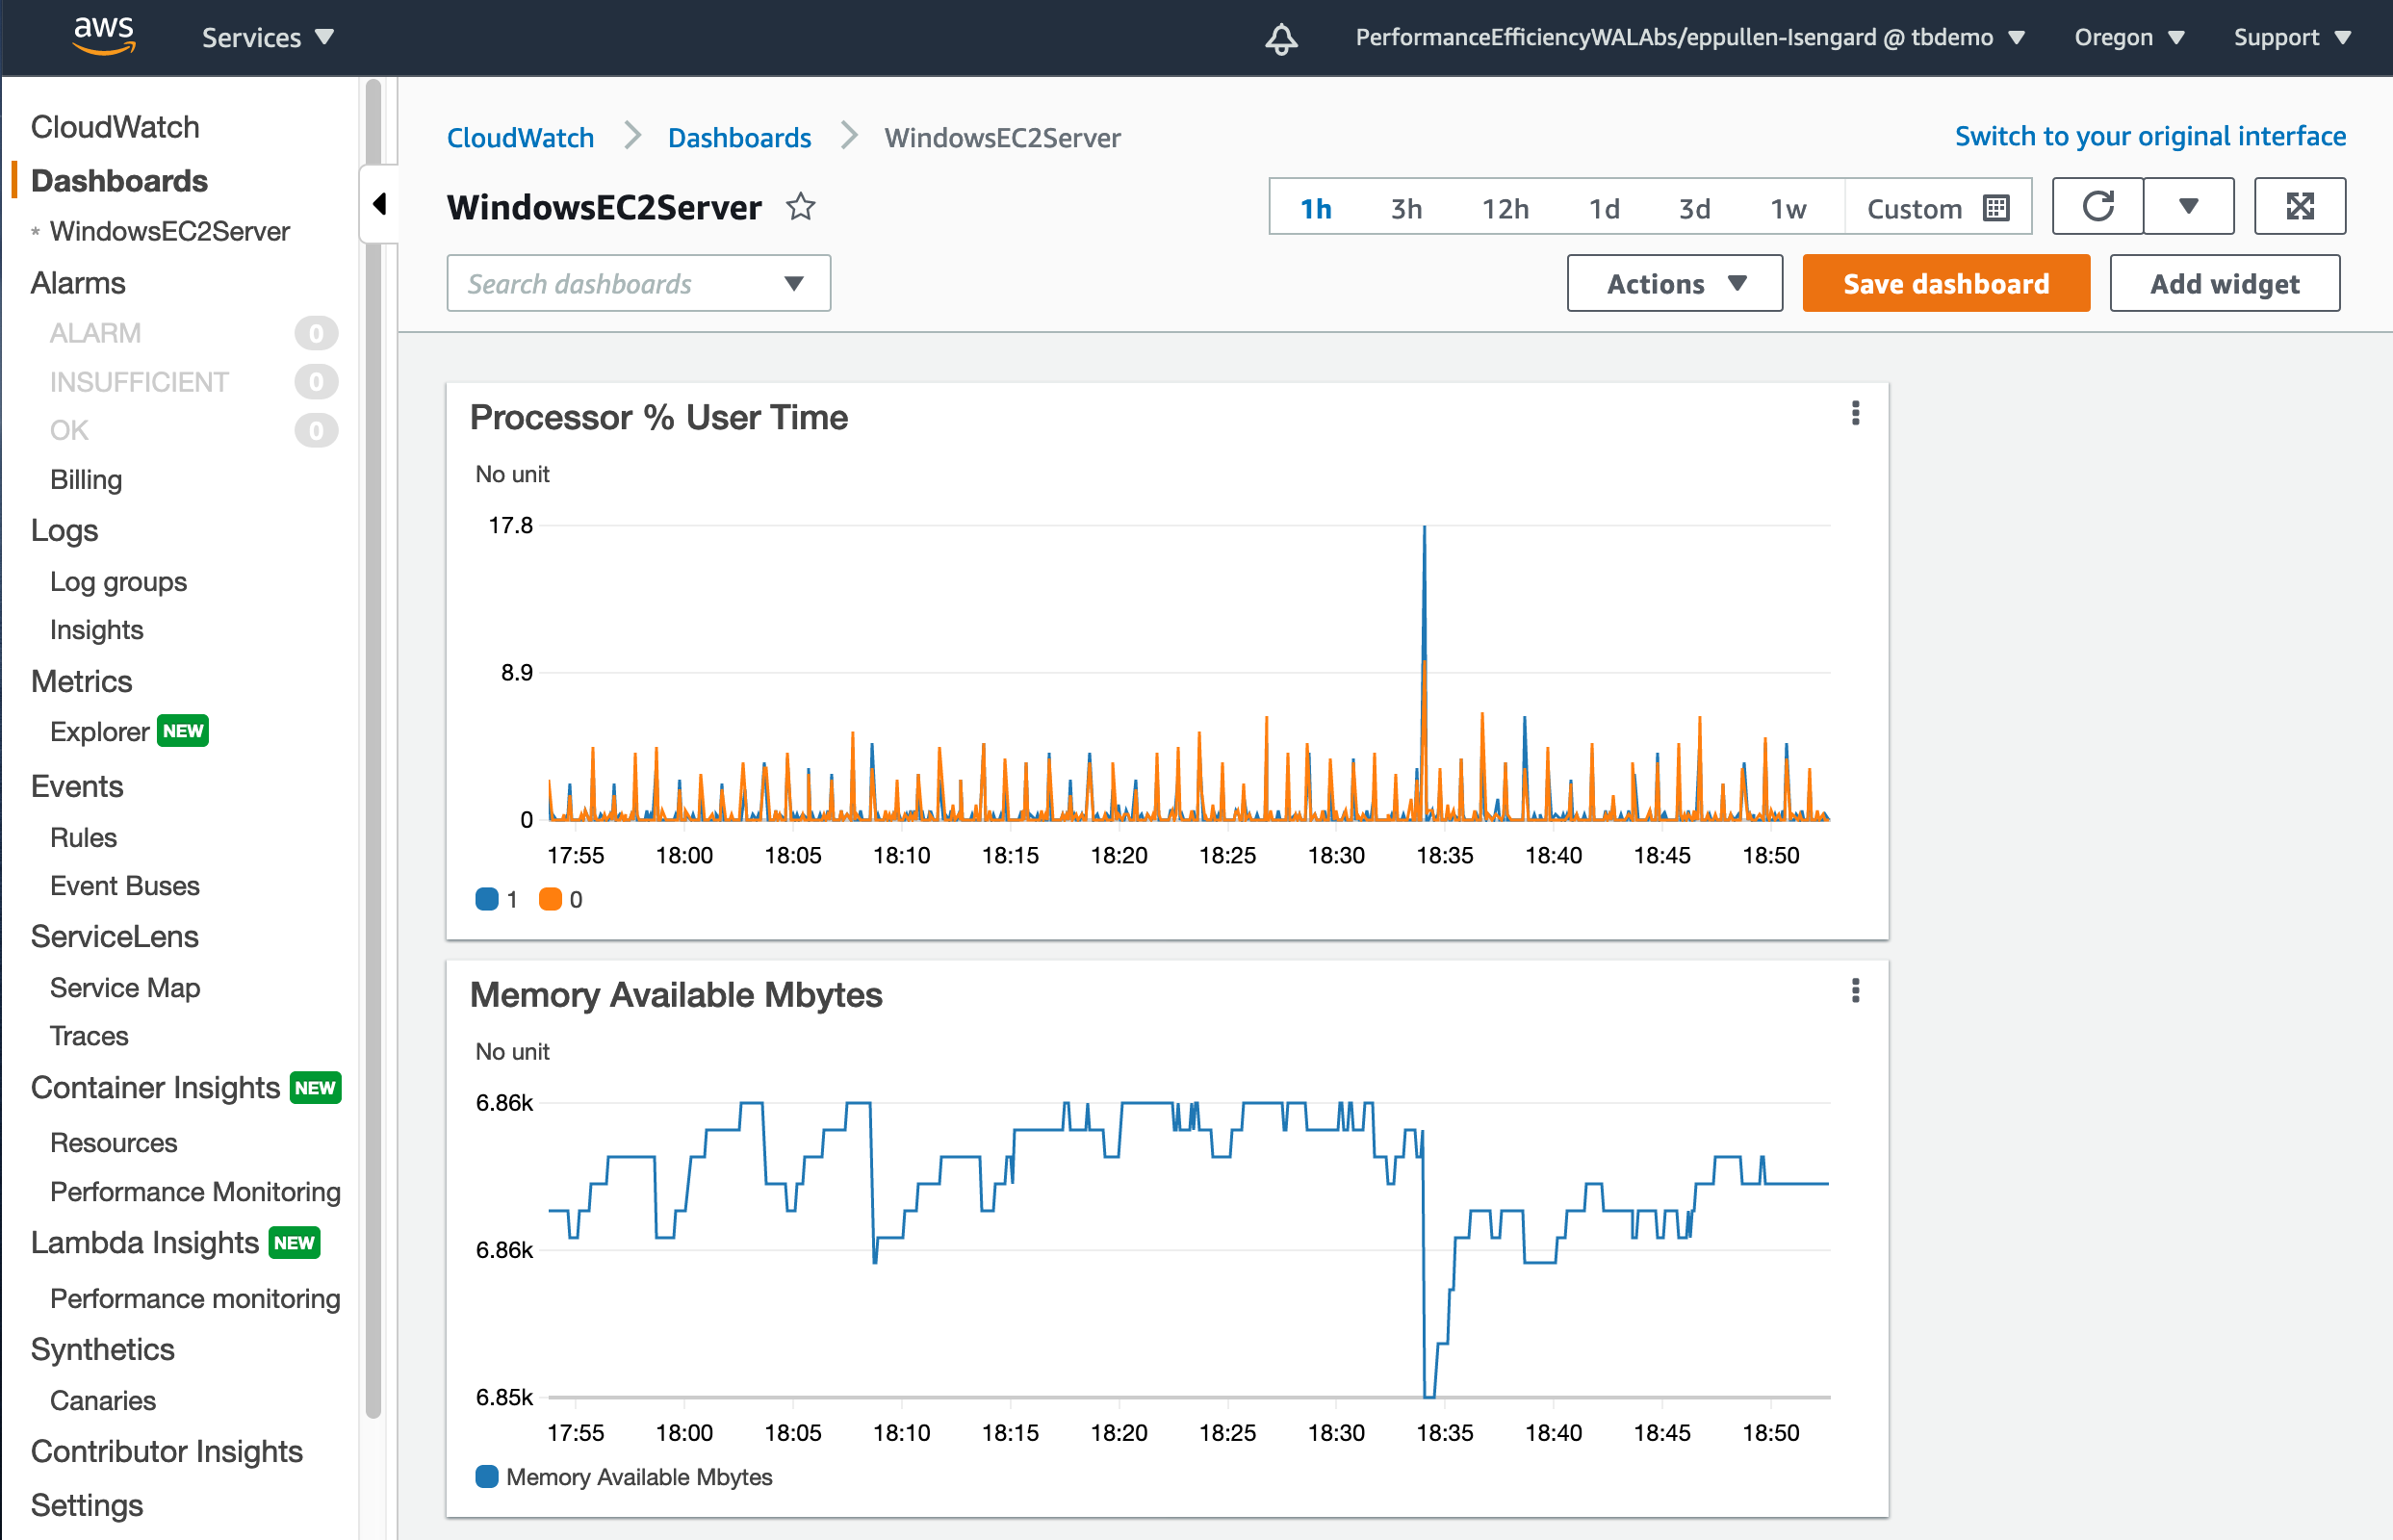 aws
Services
PerformanceEfficiencyWALAbs/eppullen-Isengard @ tbdemo
Oregon
Support
CloudWatch
Dashboards
* WindowsEC2Server
Alarms
ALARM 0
INSUFFICIENT 0
OK 0
Billing
Logs
Log groups
Insights
Metrics
Explorer NEW
Events
Rules
Event Buses
ServiceLens
Service Map
Traces
Container Insights NEW
Resources
Performance Monitoring
Lambda Insights NEW
Performance monitoring
Synthetics
Canaries
Contributor Insights
Settings
CloudWatch Dashboards WindowsEC2Server
Switch to your original interface
WindowsEC2Server
1h 3h 12h 1d 3d 1w Custom
Search dashboards
Actions
Save dashboard
Add widget
Processor % User Time
No unit
17.8
8.9
0
17:55 18:00 18:05 18:10 18:15 18:20 18:25 18:30 18:35 18:40 18:45 18:50
1 0
Memory Available Mbytes
No unit
6.86k
6.86k
6.85k
17:55 18:00 18:05 18:10 18:15 18:20 18:25 18:30 18:35 18:40 18:45 18:50
Memory Available Mbytes